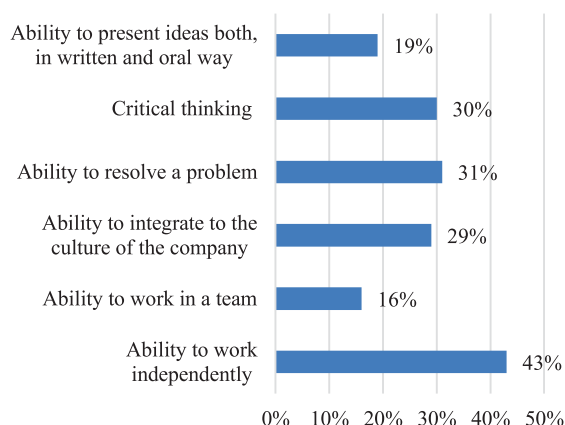 Ability to present ideas both,
in written and oral way
19%
Critical thinking
30%
Ability to resolve a problem
31%
Ability to integrate to the
culture of the company
29%
Ability to work in a team
16%
Ability to work
independently
43%
0% 10% 20% 30% 40% 50%